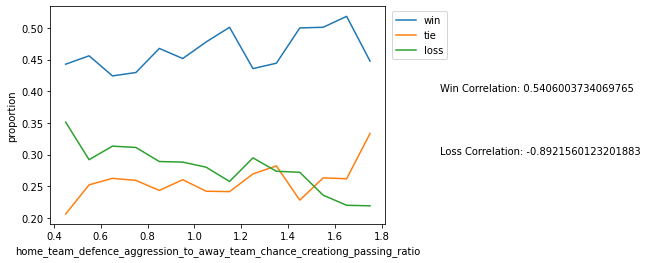 win
tie
loss
Win Correlation: 0.5406003734069765
Loss Correlation: -0.8921560123201883
proportion
0.50
0.45
0.40
0.35
0.30
0.25
0.20
0.4 0.6 0.8 1.0 1.2 1.4 1.6 1.8
home_team_defence_aggression_to_away_team_chance_creationg_passing_ratio